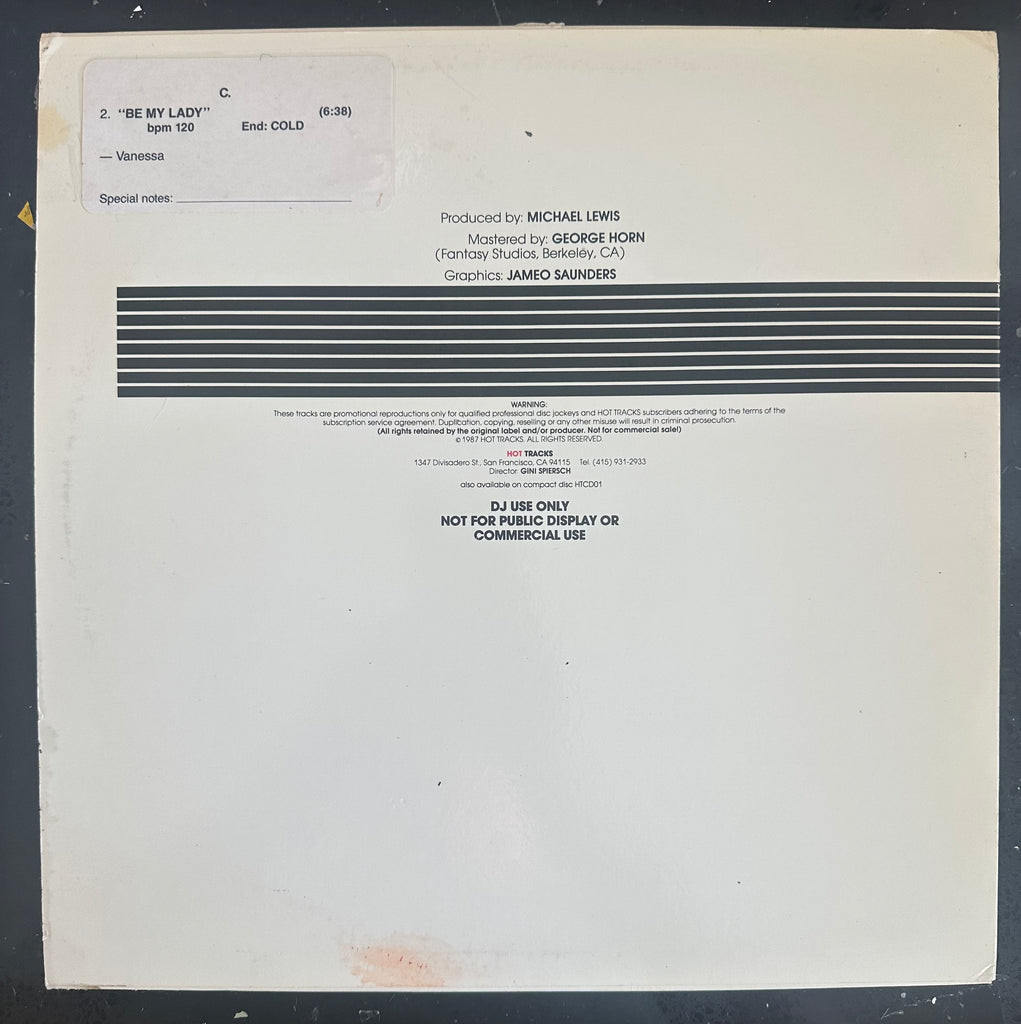 C.
2. "BE MY LADY" (6:38)
bpm 120 End: COLD
— Vanessa
Special notes:
Produced by: MICHAEL LEWIS
Mastered by: GEORGE HORN
(Fantasy Studios, Berkeley, CA)
Graphics: JAMEO SAUNDERS
WARNING:
These tracks are promotional reproductions only for qualified professional disc jockeys and HOT TRACKS subscribers adhering to the terms of the
subscription service agreement. Duplication, copying, reselling or any other misuse will result in criminal prosecution.
(All rights retained by the original label and/or producer. Not for commercial sale!)
© 1987 HOT TRACKS. ALL RIGHTS RESERVED.
HOT TRACKS
1347 Divisadero St., San Francisco, CA 94115 Tel. (415) 931-2933
Director: GINI SPIERSCH
also available on compact disc HTCD01
DJ USE ONLY
NOT FOR PUBLIC DISPLAY OR
COMMERCIAL USE